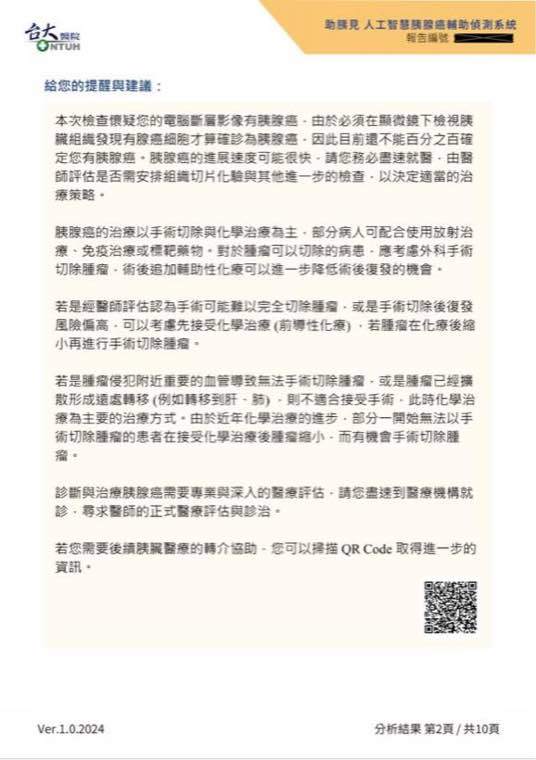 台大醫院
NTUH
助胰見 人工智慧胰腺癌輔助偵測系統
報告編號
給您的提醒與建議：
本次檢查懷疑您的電腦斷層影像有胰腺癌，由於必須在顯微鏡下檢視胰
臟組織發現有腺癌細胞才算確診為胰腺癌，因此目前還不能百分之百確
定您有胰腺癌。胰腺癌的進展速度可能很快，請您務必盡速就醫，由醫
師評估是否需安排組織切片化驗與其他進一步的檢查，以決定適當的治
療策略。
胰腺癌的治療以手術切除與化學治療為主，部分病人可配合使用放射治
療、免疫治療或標靶藥物。對於腫瘤可以切除的病患，應考慮外科手術
切除腫瘤，術後追加輔助性化療可以進一步降低術後復發的機會。
若是經醫師評估認為手術可能難以完全切除腫瘤，或是手術切除後復發
風險偏高，可以考慮先接受化學治療 (前導性化療)，若腫瘤在化療後縮
小再進行手術切除腫瘤。
若是腫瘤侵犯附近重要的血管導致無法手術切除腫瘤，或是腫瘤已經擴
散形成遠處轉移 (例如轉移到肝、肺)，則不適合接受手術，此時化學治
療為主要的治療方式。由於近年化學治療的進步，部分一開始無法以手
術切除腫瘤的患者在接受化學治療後腫瘤縮小，而有機會手術切除腫
瘤。
診斷與治療胰腺癌需要專業與深入的醫療評估，請您盡速到醫療機構就
診，尋求醫師的正式醫療評估與診治。
若您需要後續胰臟醫療的轉介協助，您可以掃描 QR Code 取得進一步的
資訊。
Ver.1.0.2024
分析結果 第2頁 / 共10頁